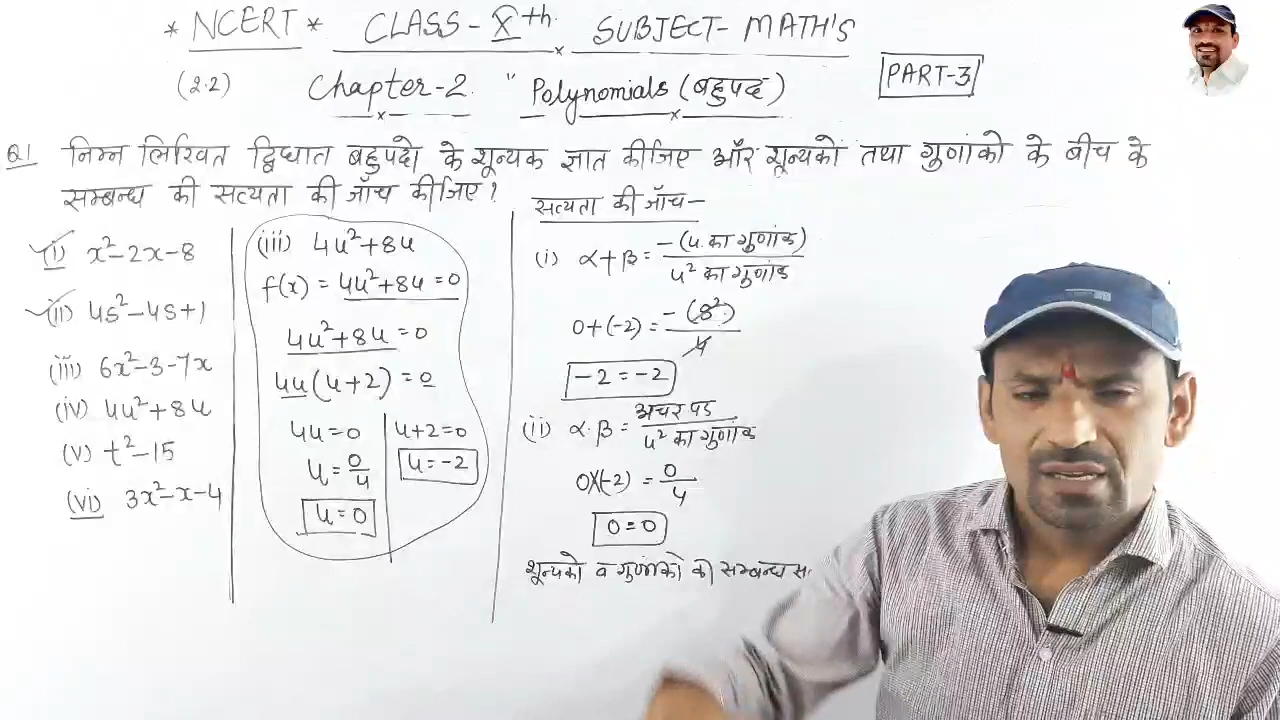 * NCERT * CLASS - Xth. SUBJECT - MATH'S
(2.2) Chapter-2. " Polynomials (बहुपद) PART-3
Q1 निम्न लिखित द्विघात बहुपदो के शून्यक ज्ञात कीजिए और शून्यको तथा गुणांको के बीच के
सम्बन्ध की सत्यता की जाँच कीजिए?
(i) x²-2x-8
(ii) 4s²-4s+1
(iii) 6x²-3-7x
(iv) 4u²+8u
(v) t²-15
(vi) 3x²-x-4
(iii) 4u²+8u
f(x) = 4u²+8u=0
4u²+8u=0
4u(u+2)=0
4u=0
u=0/4
u=0
u+2=0
u=-2
सत्यता की जाँच-
(i) α+β = -(u का गुणांक)/u² का गुणांक
0+(-2) = -(8²)/4
-2=-2
(ii) α.β = अचर पद/u² का गुणांक
0×(-2) = 0/4
0=0
शून्यको व गुणांको का सम्बन्ध स